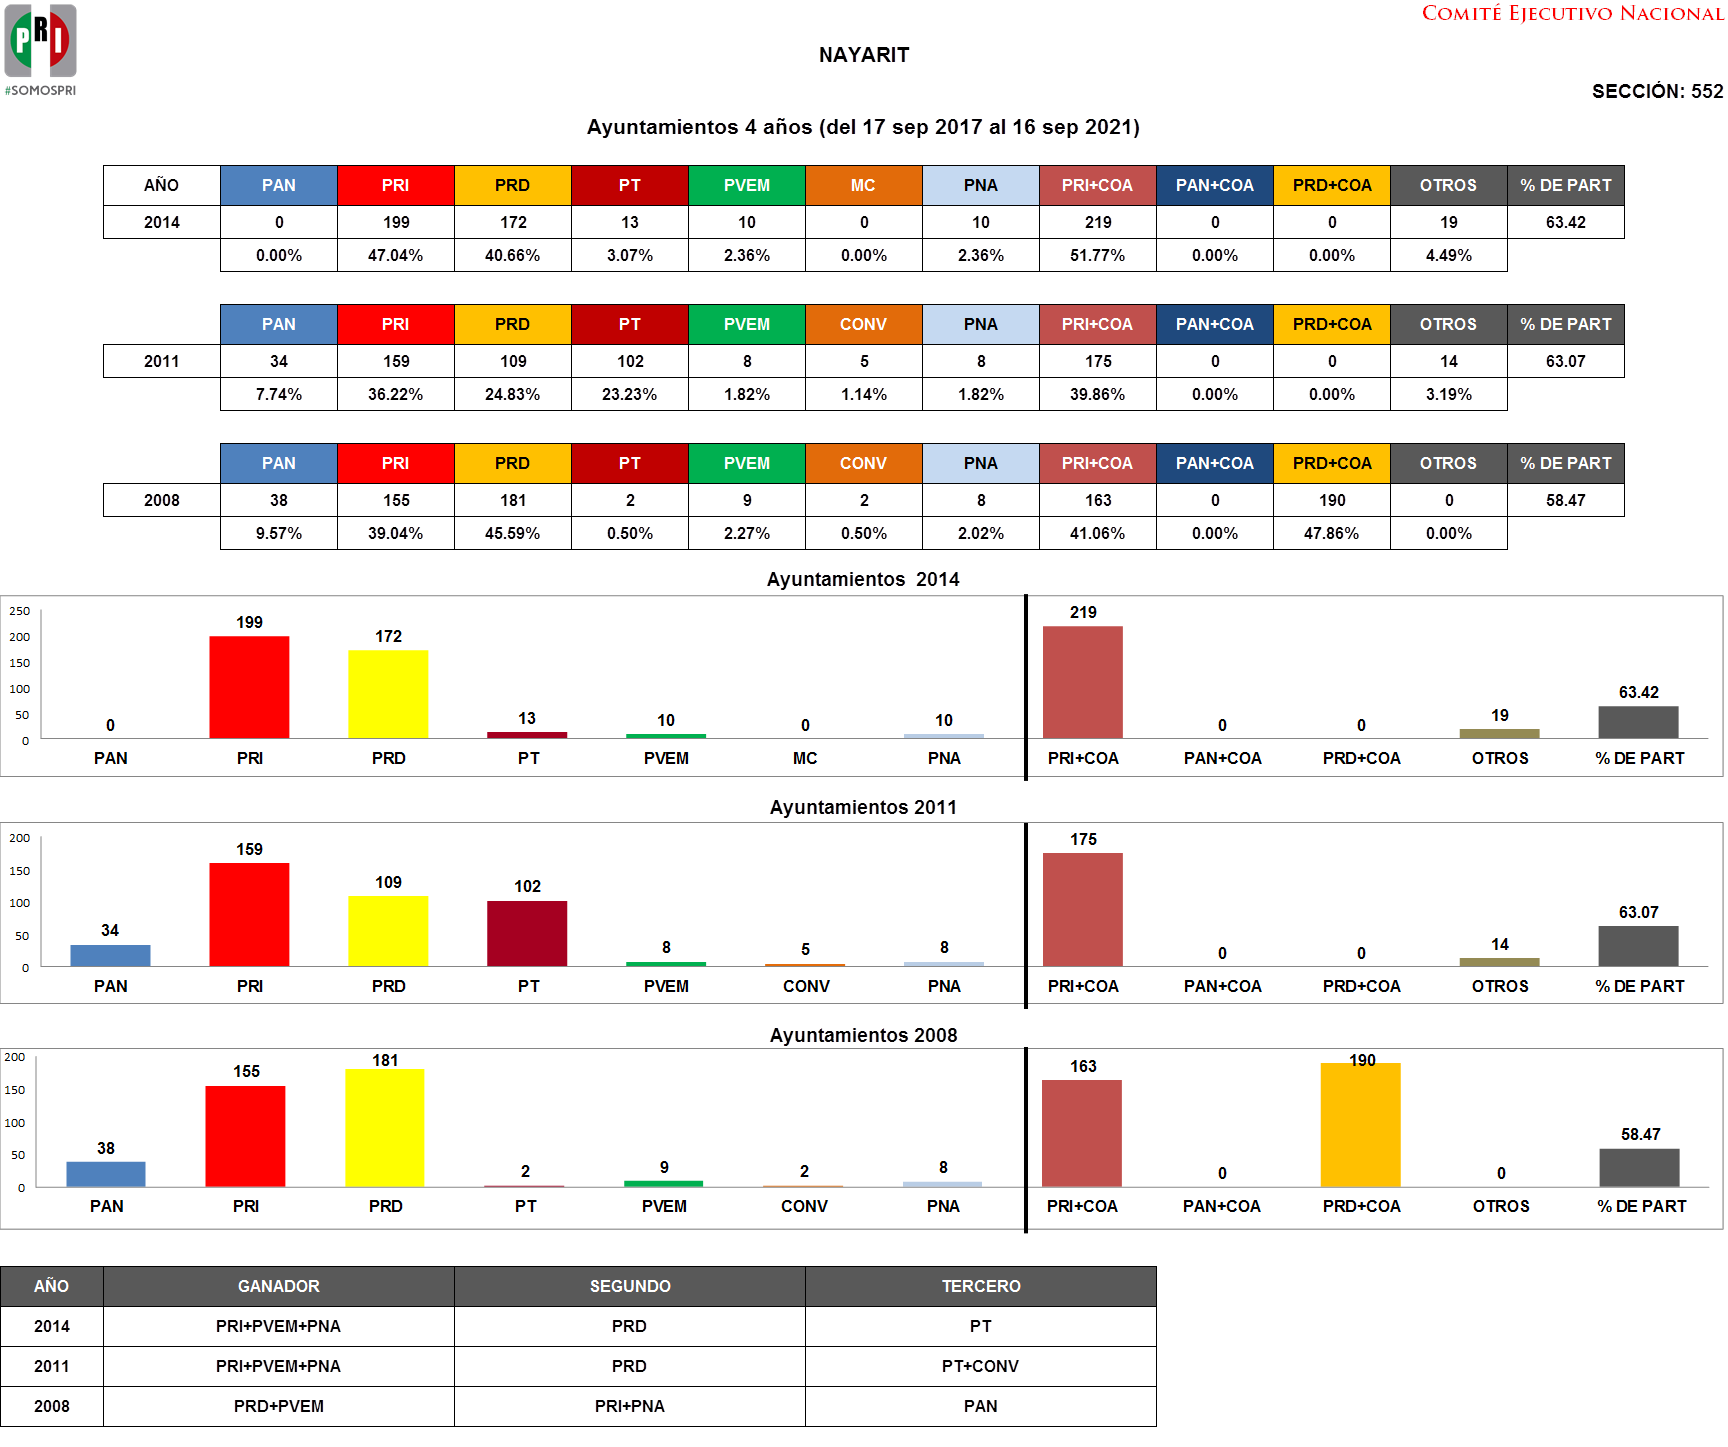 COMITÉ EJECUTIVO NACIONAL
PRI
#SOMOSPRI
NAYARIT
SECCIÓN: 552
Ayuntamientos 4 años (del 17 sep 2017 al 16 sep 2021)
AÑO PAN PRI PRD PT PVEM MC PNA PRI+COA PAN+COA PRD+COA OTROS % DE PART
2014 0 199 172 13 10 0 10 219 0 0 19 63.42
0.00% 47.04% 40.66% 3.07% 2.36% 0.00% 2.36% 51.77% 0.00% 0.00% 4.49%
PAN PRI PRD PT PVEM CONV PNA PRI+COA PAN+COA PRD+COA OTROS % DE PART
2011 34 159 109 102 8 5 8 175 0 0 14 63.07
7.74% 36.22% 24.83% 23.23% 1.82% 1.14% 1.82% 39.86% 0.00% 0.00% 3.19%
PAN PRI PRD PT PVEM CONV PNA PRI+COA PAN+COA PRD+COA OTROS % DE PART
2008 38 155 181 2 9 2 8 163 0 190 0 58.47
9.57% 39.04% 45.59% 0.50% 2.27% 0.50% 2.02% 41.06% 0.00% 47.86% 0.00%
Ayuntamientos 2014
250
200
150
100
50
0
0 199 172 13 10 0 10 219 0 0 19 63.42
PAN PRI PRD PT PVEM MC PNA PRI+COA PAN+COA PRD+COA OTROS % DE PART
Ayuntamientos 2011
200
150
100
50
0
34 159 109 102 8 5 8 175 0 0 14 63.07
PAN PRI PRD PT PVEM CONV PNA PRI+COA PAN+COA PRD+COA OTROS % DE PART
Ayuntamientos 2008
200
150
100
50
0
38 155 181 2 9 2 8 163 0 190 0 58.47
PAN PRI PRD PT PVEM CONV PNA PRI+COA PAN+COA PRD+COA OTROS % DE PART
AÑO GANADOR SEGUNDO TERCERO
2014 PRI+PVEM+PNA PRD PT
2011 PRI+PVEM+PNA PRD PT+CONV
2008 PRD+PVEM PRI+PNA PAN